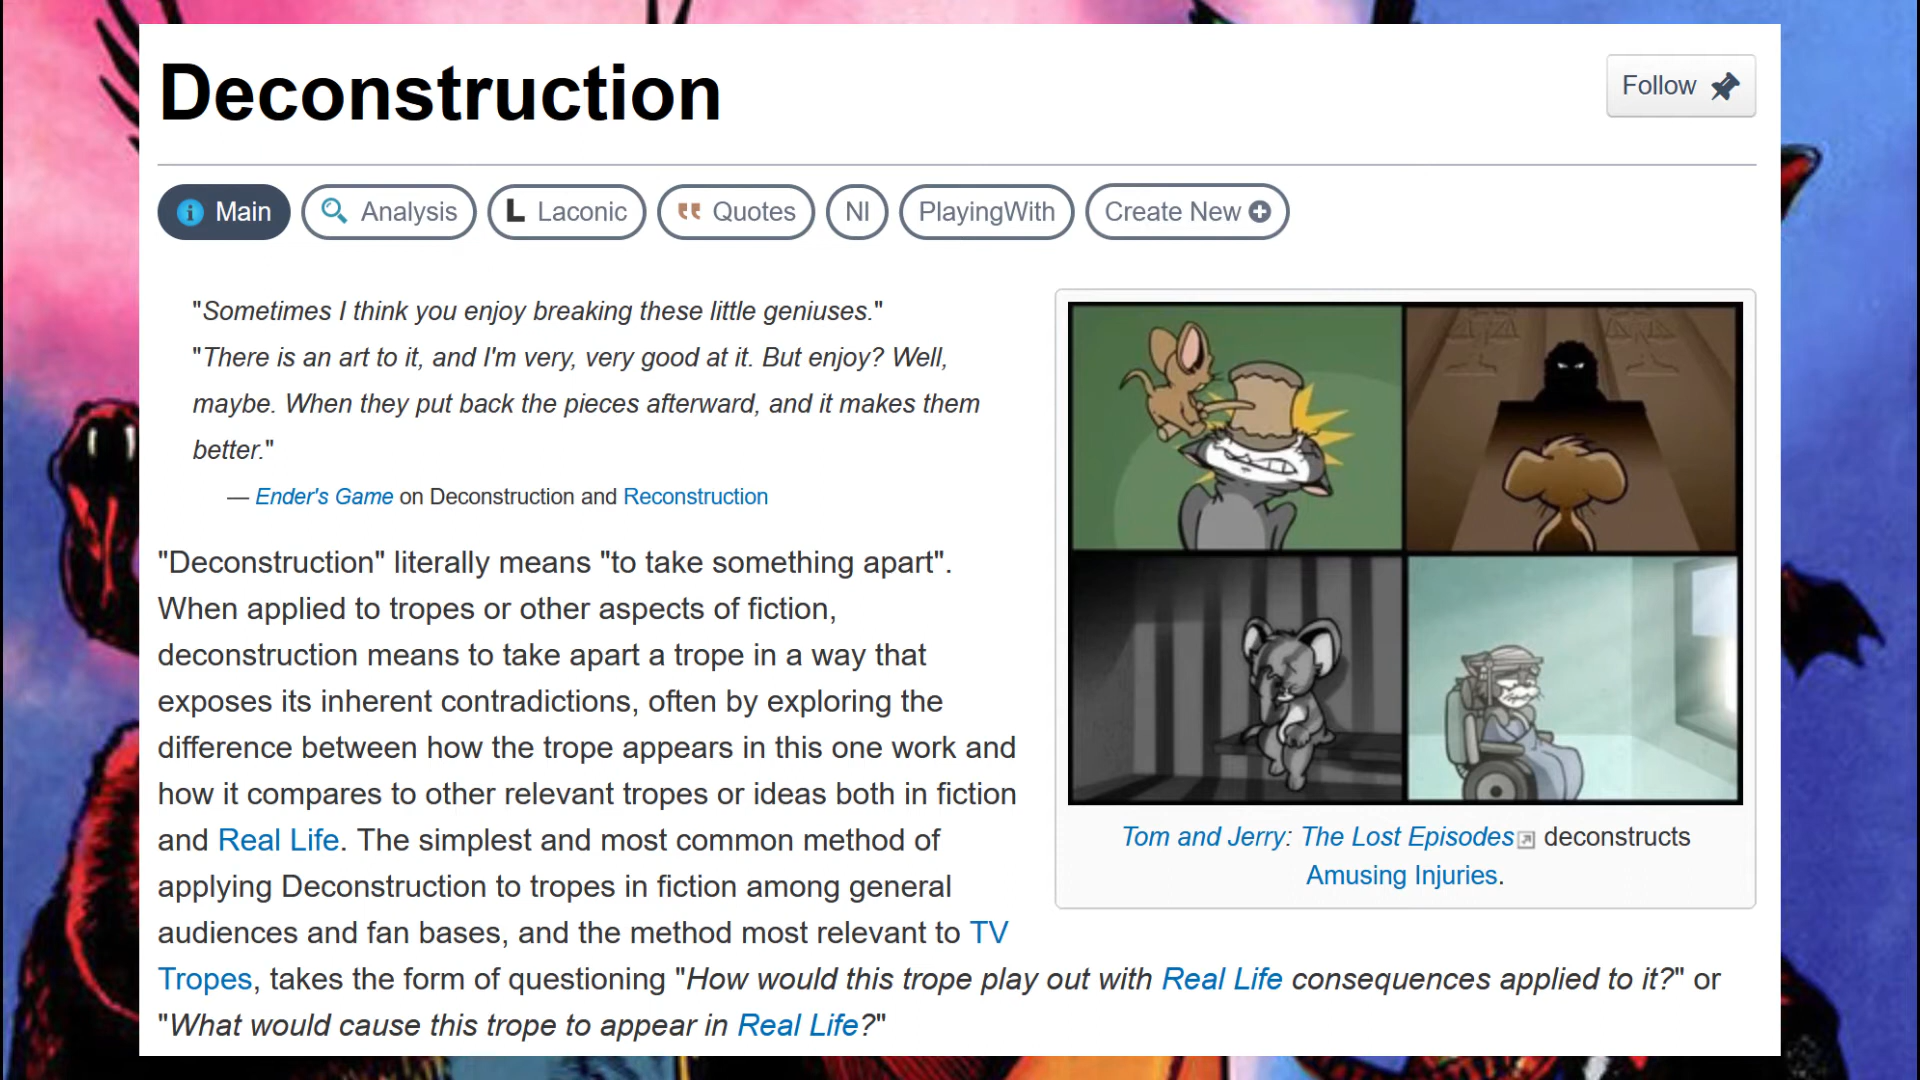 Deconstruction
Follow
Main
Analysis
Laconic
Quotes
NI
PlayingWith
Create New
"Sometimes I think you enjoy breaking these little geniuses."
"There is an art to it, and I'm very, very good at it. But enjoy? Well,
maybe. When they put back the pieces afterward, and it makes them
better."
— Ender's Game on Deconstruction and Reconstruction
"Deconstruction" literally means "to take something apart".
When applied to tropes or other aspects of fiction,
deconstruction means to take apart a trope in a way that
exposes its inherent contradictions, often by exploring the
difference between how the trope appears in this one work and
how it compares to other relevant tropes or ideas both in fiction
and Real Life. The simplest and most common method of
applying Deconstruction to tropes in fiction among general
audiences and fan bases, and the method most relevant to TV
Tropes, takes the form of questioning "How would this trope play out with Real Life consequences applied to it?" or
"What would cause this trope to appear in Real Life?"
Tom and Jerry: The Lost Episodes deconstructs
Amusing Injuries.